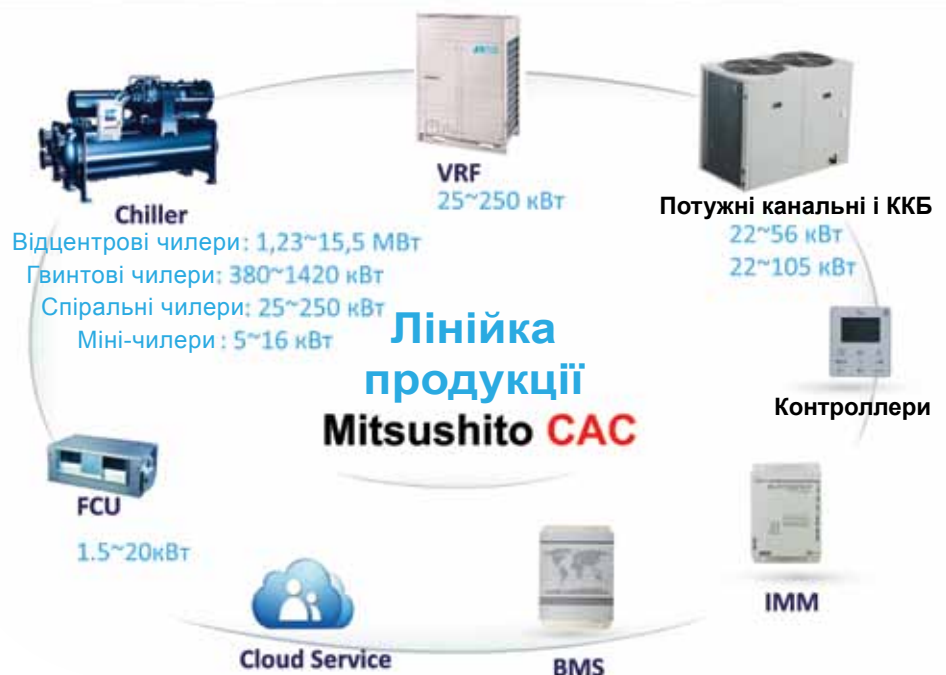 VRF
25~250 кВт
Chiller
Відцентрові чилери: 1,23~15,5 МВт
Гвинтові чилери: 380~1420 кВт
Спіральні чилери: 25~250 кВт
Міні-чилери : 5~16 кВт
Потужні канальні і ККБ
22~56 кВт
22~105 кВт
Лінійка
продукції
Mitsushito CAC
Контроллери
FCU
1.5~20кВт
IMM
Cloud Service
BMS